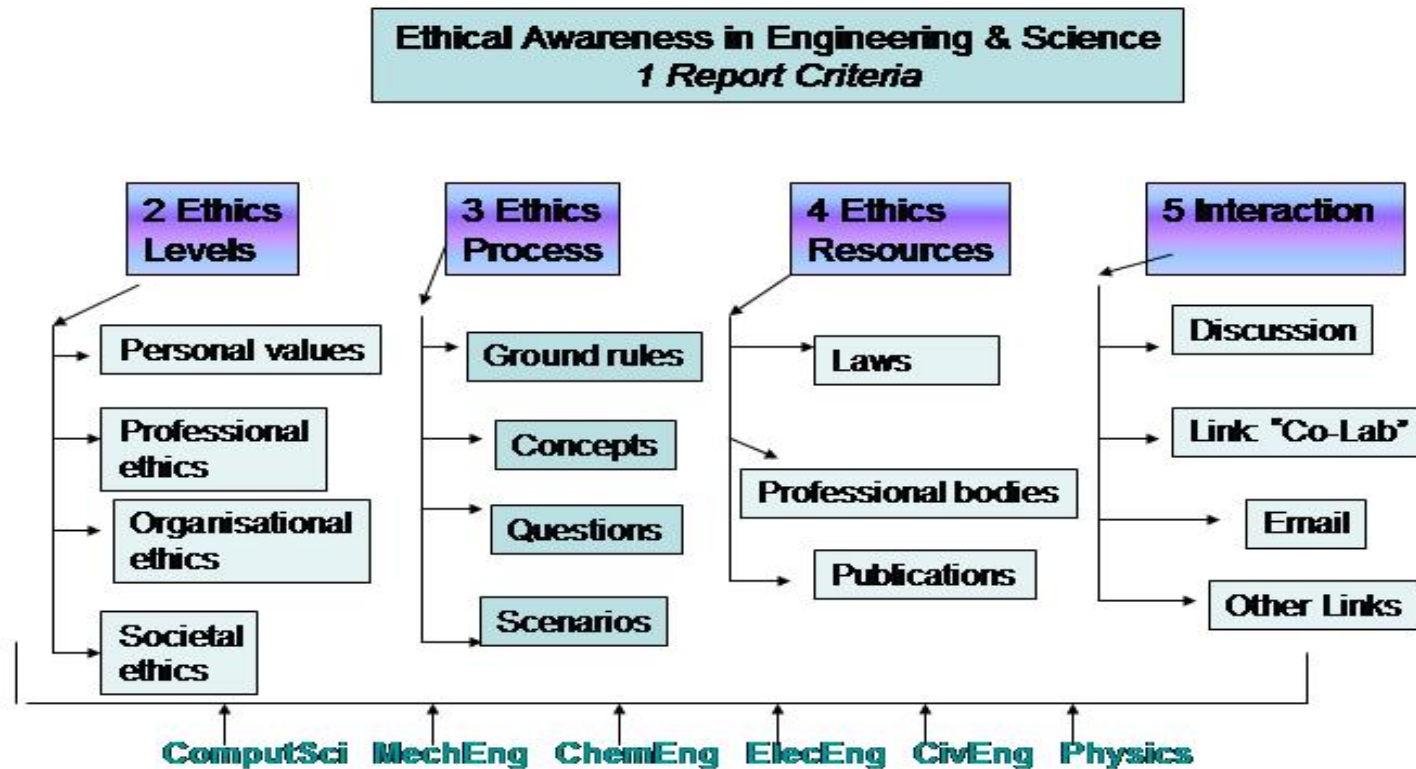 Ethical Awareness in Engineering & Science
1 Report Criteria
2 Ethics
Levels
Personal values
Professional
ethics
Organisational
ethics
Societal
ethics
3 Ethics
Process
Ground rules
Concepts
Questions
Scenarios
4 Ethics
Resources
Laws
Professional bodies
Publications
5 Interaction
Discussion
Link: "Co-Lab"
Email
Other Links
ComputSci MechEng ChemEng ElecEng CivEng Physics